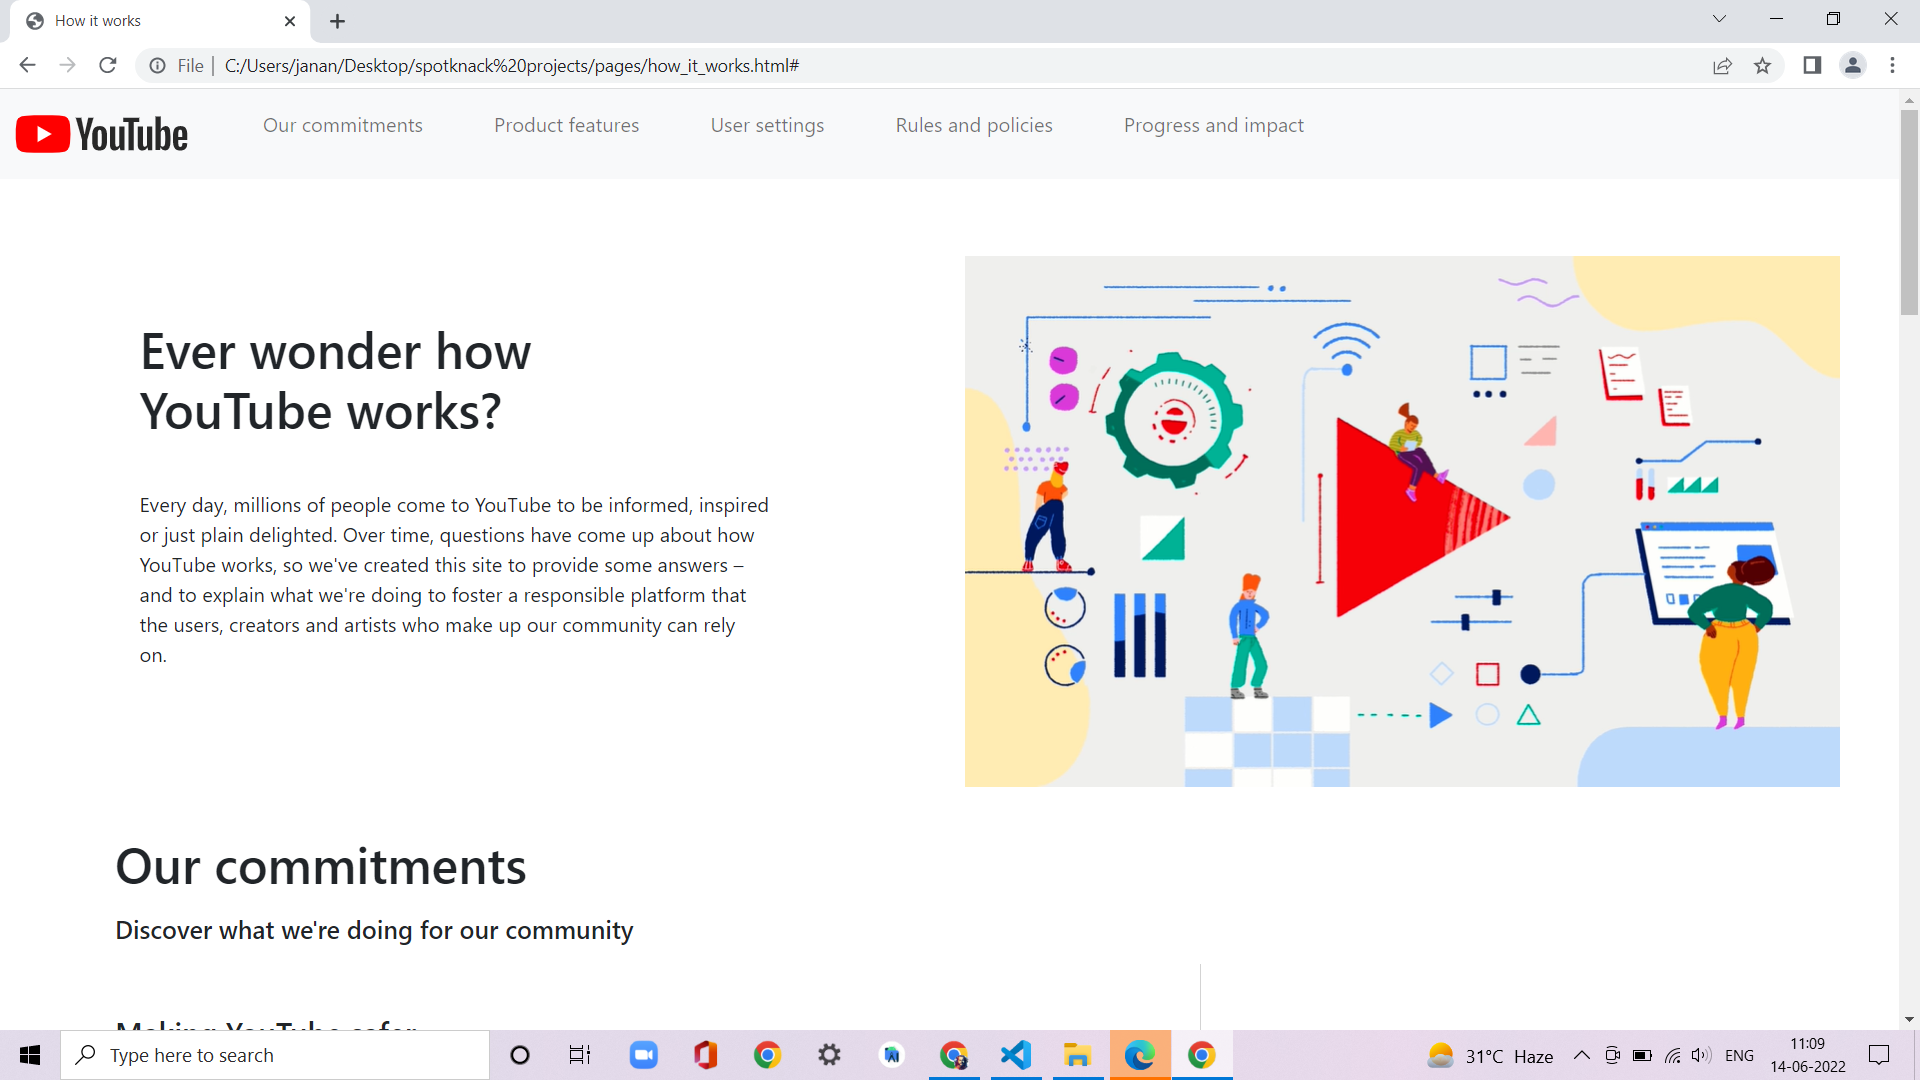 How it works
File | C:/Users/janan/Desktop/spotknack%20projects/pages/how_it_works.html#
YouTube
Our commitments
Product features
User settings
Rules and policies
Progress and impact
Ever wonder how
YouTube works?
Every day, millions of people come to YouTube to be informed, inspired
or just plain delighted. Over time, questions have come up about how
YouTube works, so we've created this site to provide some answers –
and to explain what we're doing to foster a responsible platform that
the users, creators and artists who make up our community can rely
on.
Our commitments
Discover what we're doing for our community
Making YouTube safer
Type here to search
31°C Haze
ENG
11:09
14-06-2022